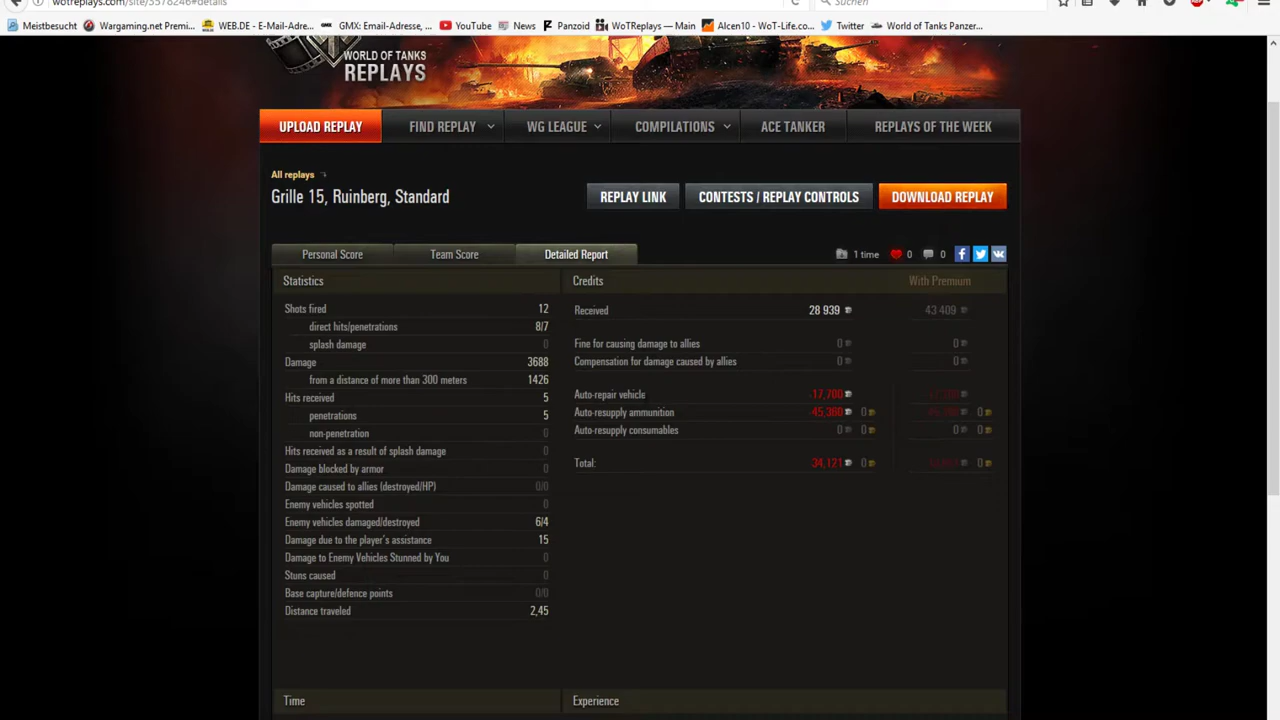 wotreplays.com/site/3578246#details
Suchen
Meistbesucht
Wargaming.net Premi...
WEB.DE - E-Mail-Adre...
GMX: Email-Adresse, ...
YouTube
News
Panzoid
WoTReplays — Main
Alcen10 - WoT-Life.co...
Twitter
World of Tanks Panzer...
WORLD OF TANKS
REPLAYS
UPLOAD REPLAY
FIND REPLAY
WG LEAGUE
COMPILATIONS
ACE TANKER
REPLAYS OF THE WEEK
All replays
Grille 15, Ruinberg, Standard
REPLAY LINK
CONTESTS / REPLAY CONTROLS
DOWNLOAD REPLAY
Personal Score
Team Score
Detailed Report
1 time
0
0
Statistics
Shots fired 12
direct hits/penetrations 8/7
splash damage 0
Damage 3688
from a distance of more than 300 meters 1426
Hits received 5
penetrations 5
non-penetration 0
Hits received as a result of splash damage 0
Damage blocked by armor 0
Damage caused to allies (destroyed/HP) 0/0
Enemy vehicles spotted 0
Enemy vehicles damaged/destroyed 6/4
Damage due to the player's assistance 15
Damage to Enemy Vehicles Stunned by You 0
Stuns caused 0
Base capture/defence points 0/0
Distance traveled 2,45
Credits With Premium
Received 28 939 43 409
Fine for causing damage to allies 0 0
Compensation for damage caused by allies 0 0
Auto-repair vehicle -17,700
Auto-resupply ammunition -45,360 0 0
Auto-resupply consumables 0 0 0 0
Total: -34,121 0 0
Time
Experience